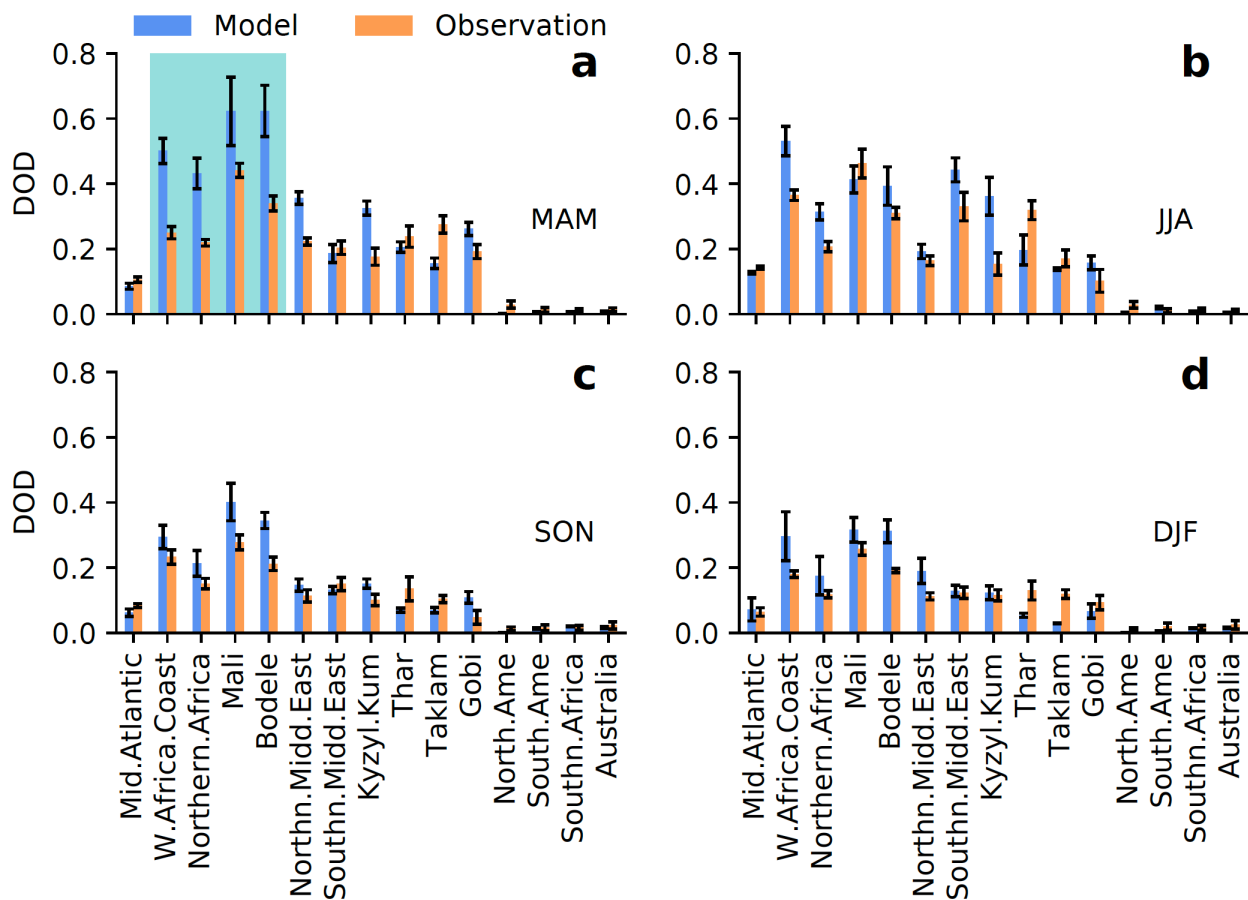 Model Observation
a
0.8
0.6
0.4
0.2
0.0
DOD
MAM
b
0.8
0.6
0.4
0.2
0.0
JJA
c
0.8
0.6
0.4
0.2
0.0
DOD
SON
Mid.Atlantic
W.Africa.Coast
Northern.Africa
Mali
Bodele
Northn.Midd.East
Southn.Midd.East
Kyzyl.Kum
Thar
Taklam
Gobi
North.Ame
South.Ame
Southn.Africa
Australia
d
0.8
0.6
0.4
0.2
0.0
DJF
Mid.Atlantic
W.Africa.Coast
Northern.Africa
Mali
Bodele
Northn.Midd.East
Southn.Midd.East
Kyzyl.Kum
Thar
Taklam
Gobi
North.Ame
South.Ame
Southn.Africa
Australia